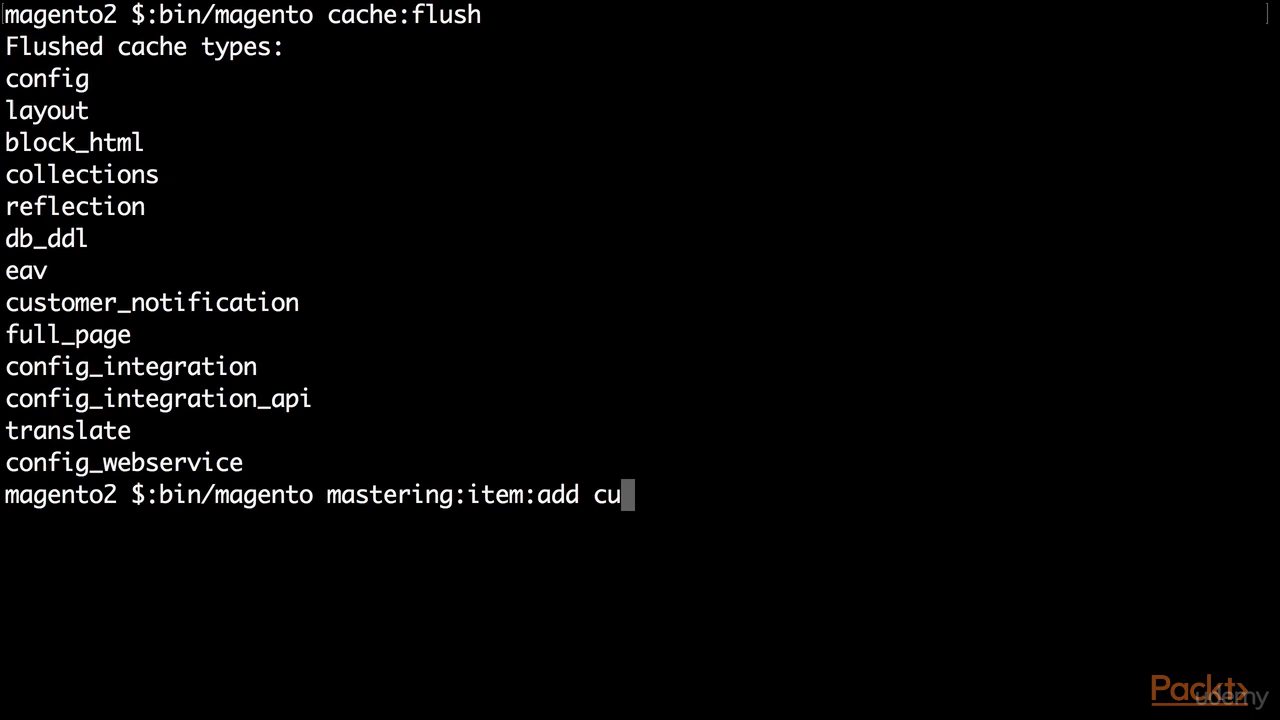 magento2 $:bin/magento cache:flush
Flushed cache types:
config
layout
block_html
collections
reflection
db_ddl
eav
customer_notification
full_page
config_integration
config_integration_api
translate
config_webservice
magento2 $:bin/magento mastering:item:add cu
Packt
udemy